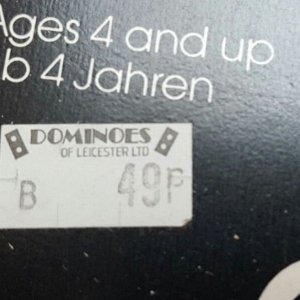 Ages 4 and up
b 4 Jahren
DOMINOES
OF LEICESTER LTD
B 49P